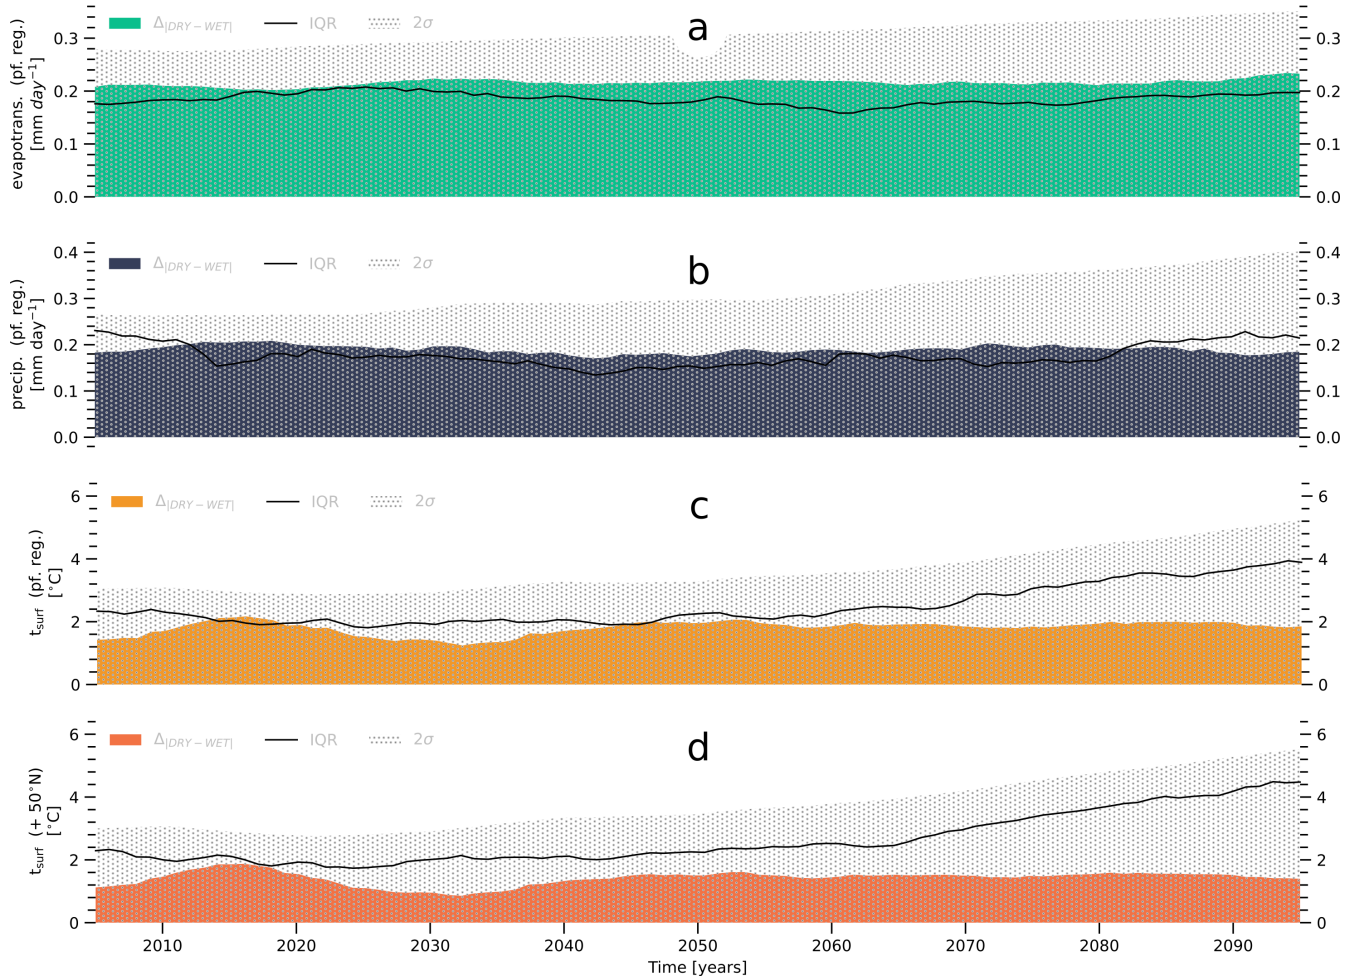 Δ|DRY−WET| IQR 2σ
a
evapotrans. (pf. reg.)
[mm day⁻¹]
0.3 0.3
0.2 0.2
0.1 0.1
0.0 0.0
Δ|DRY−WET| IQR 2σ
b
precip. (pf. reg.)
[mm day⁻¹]
0.4 0.4
0.3 0.3
0.2 0.2
0.1 0.1
0.0 0.0
Δ|DRY−WET| IQR 2σ
c
tsurf (pf. reg.)
[°C]
6 6
4 4
2 2
0 0
Δ|DRY−WET| IQR 2σ
d
tsurf (+ 50°N)
[°C]
6 6
4 4
2 2
0 0
2010 2020 2030 2040 2050 2060 2070 2080 2090
Time [years]